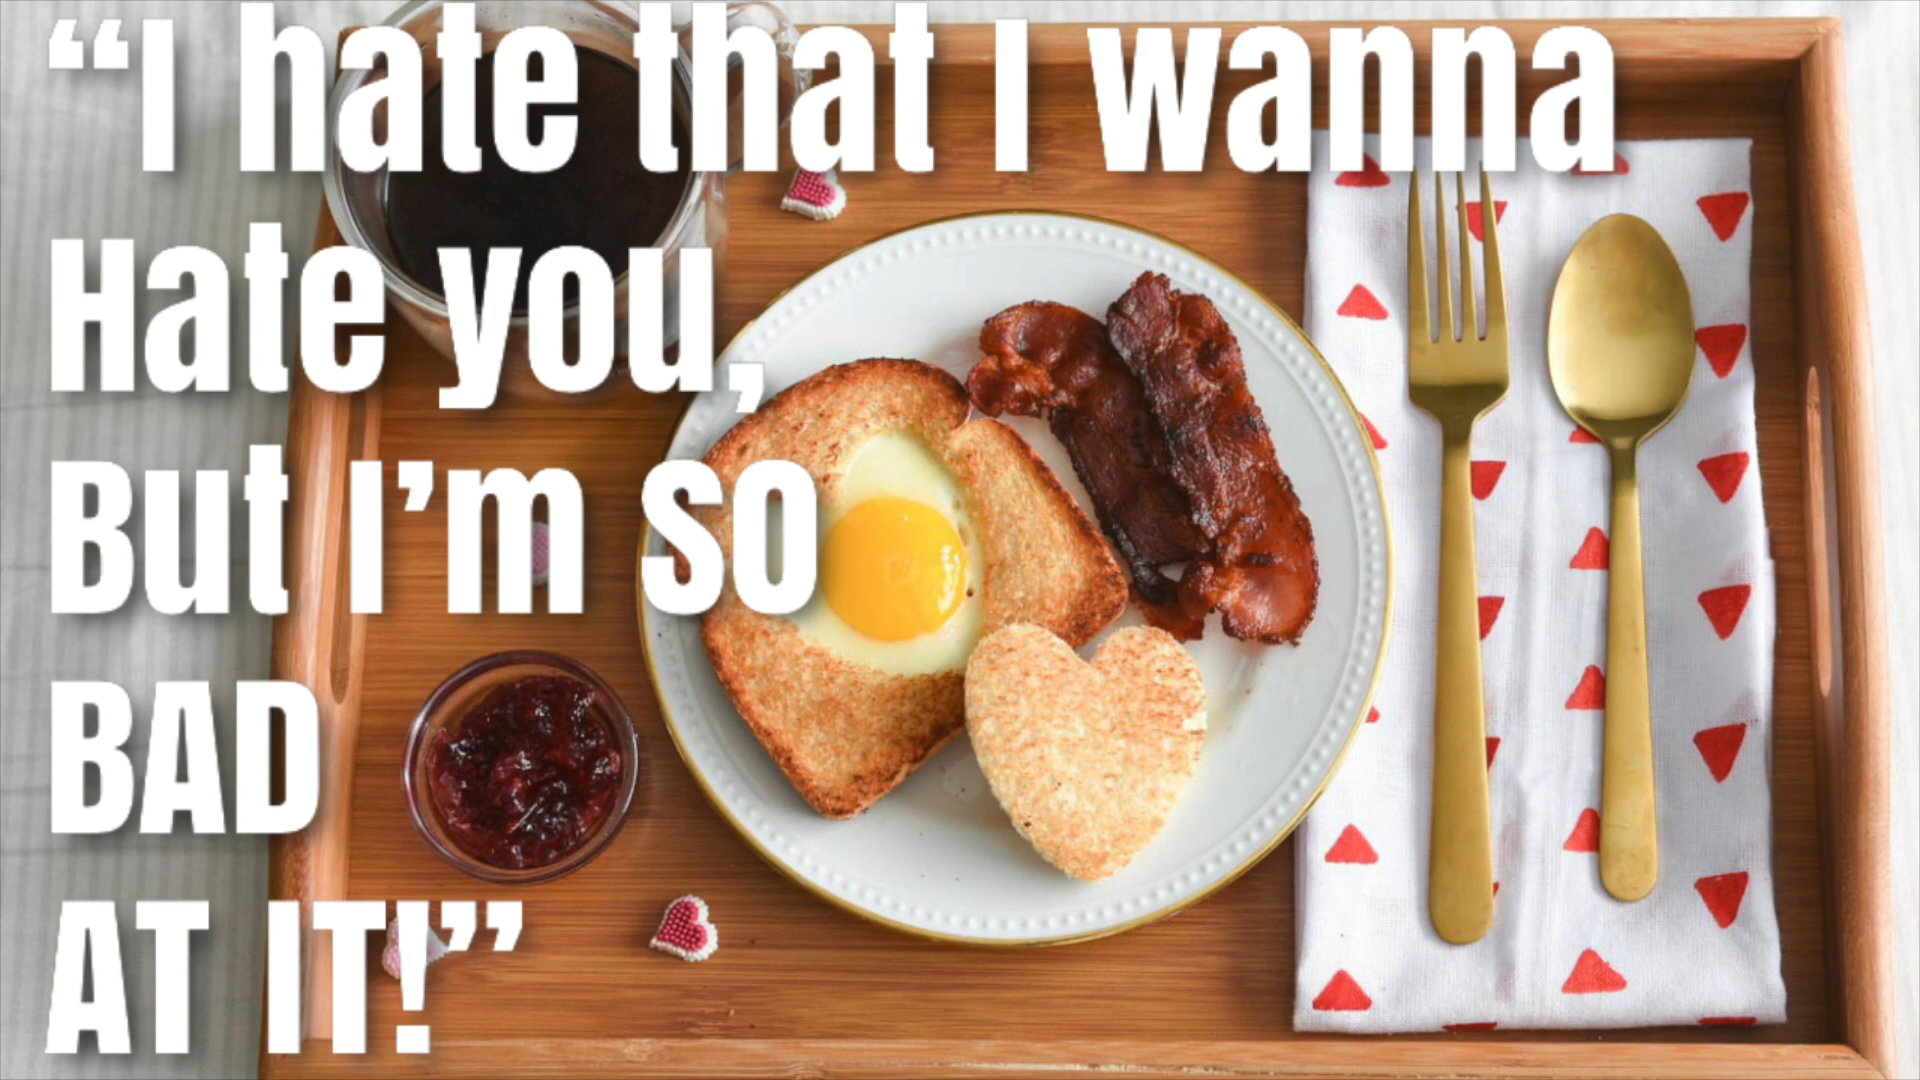 “I hate that I wanna
Hate you,
But I’m so
BAD
AT IT!”